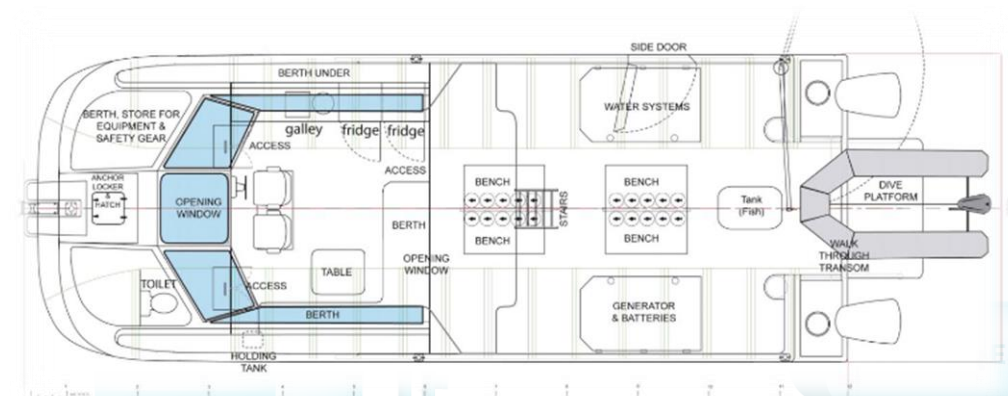 SIDE DOOR
BERTH UNDER
BERTH, STORE FOR
EQUIPMENT &
SAFETY GEAR
WATER SYSTEMS
galley
fridge
fridge
ACCESS
ACCESS
ANCHOR
LOCKER
&
HATCH
OPENING
WINDOW
BENCH
BENCH
STAIRS
Tank
(Fish)
DIVE
PLATFORM
BERTH
BENCH
BENCH
OPENING
WINDOW
WALK
THROUGH
TRANSOM
TABLE
TOILET
ACCESS
BERTH
GENERATOR
& BATTERIES
HOLDING
TANK